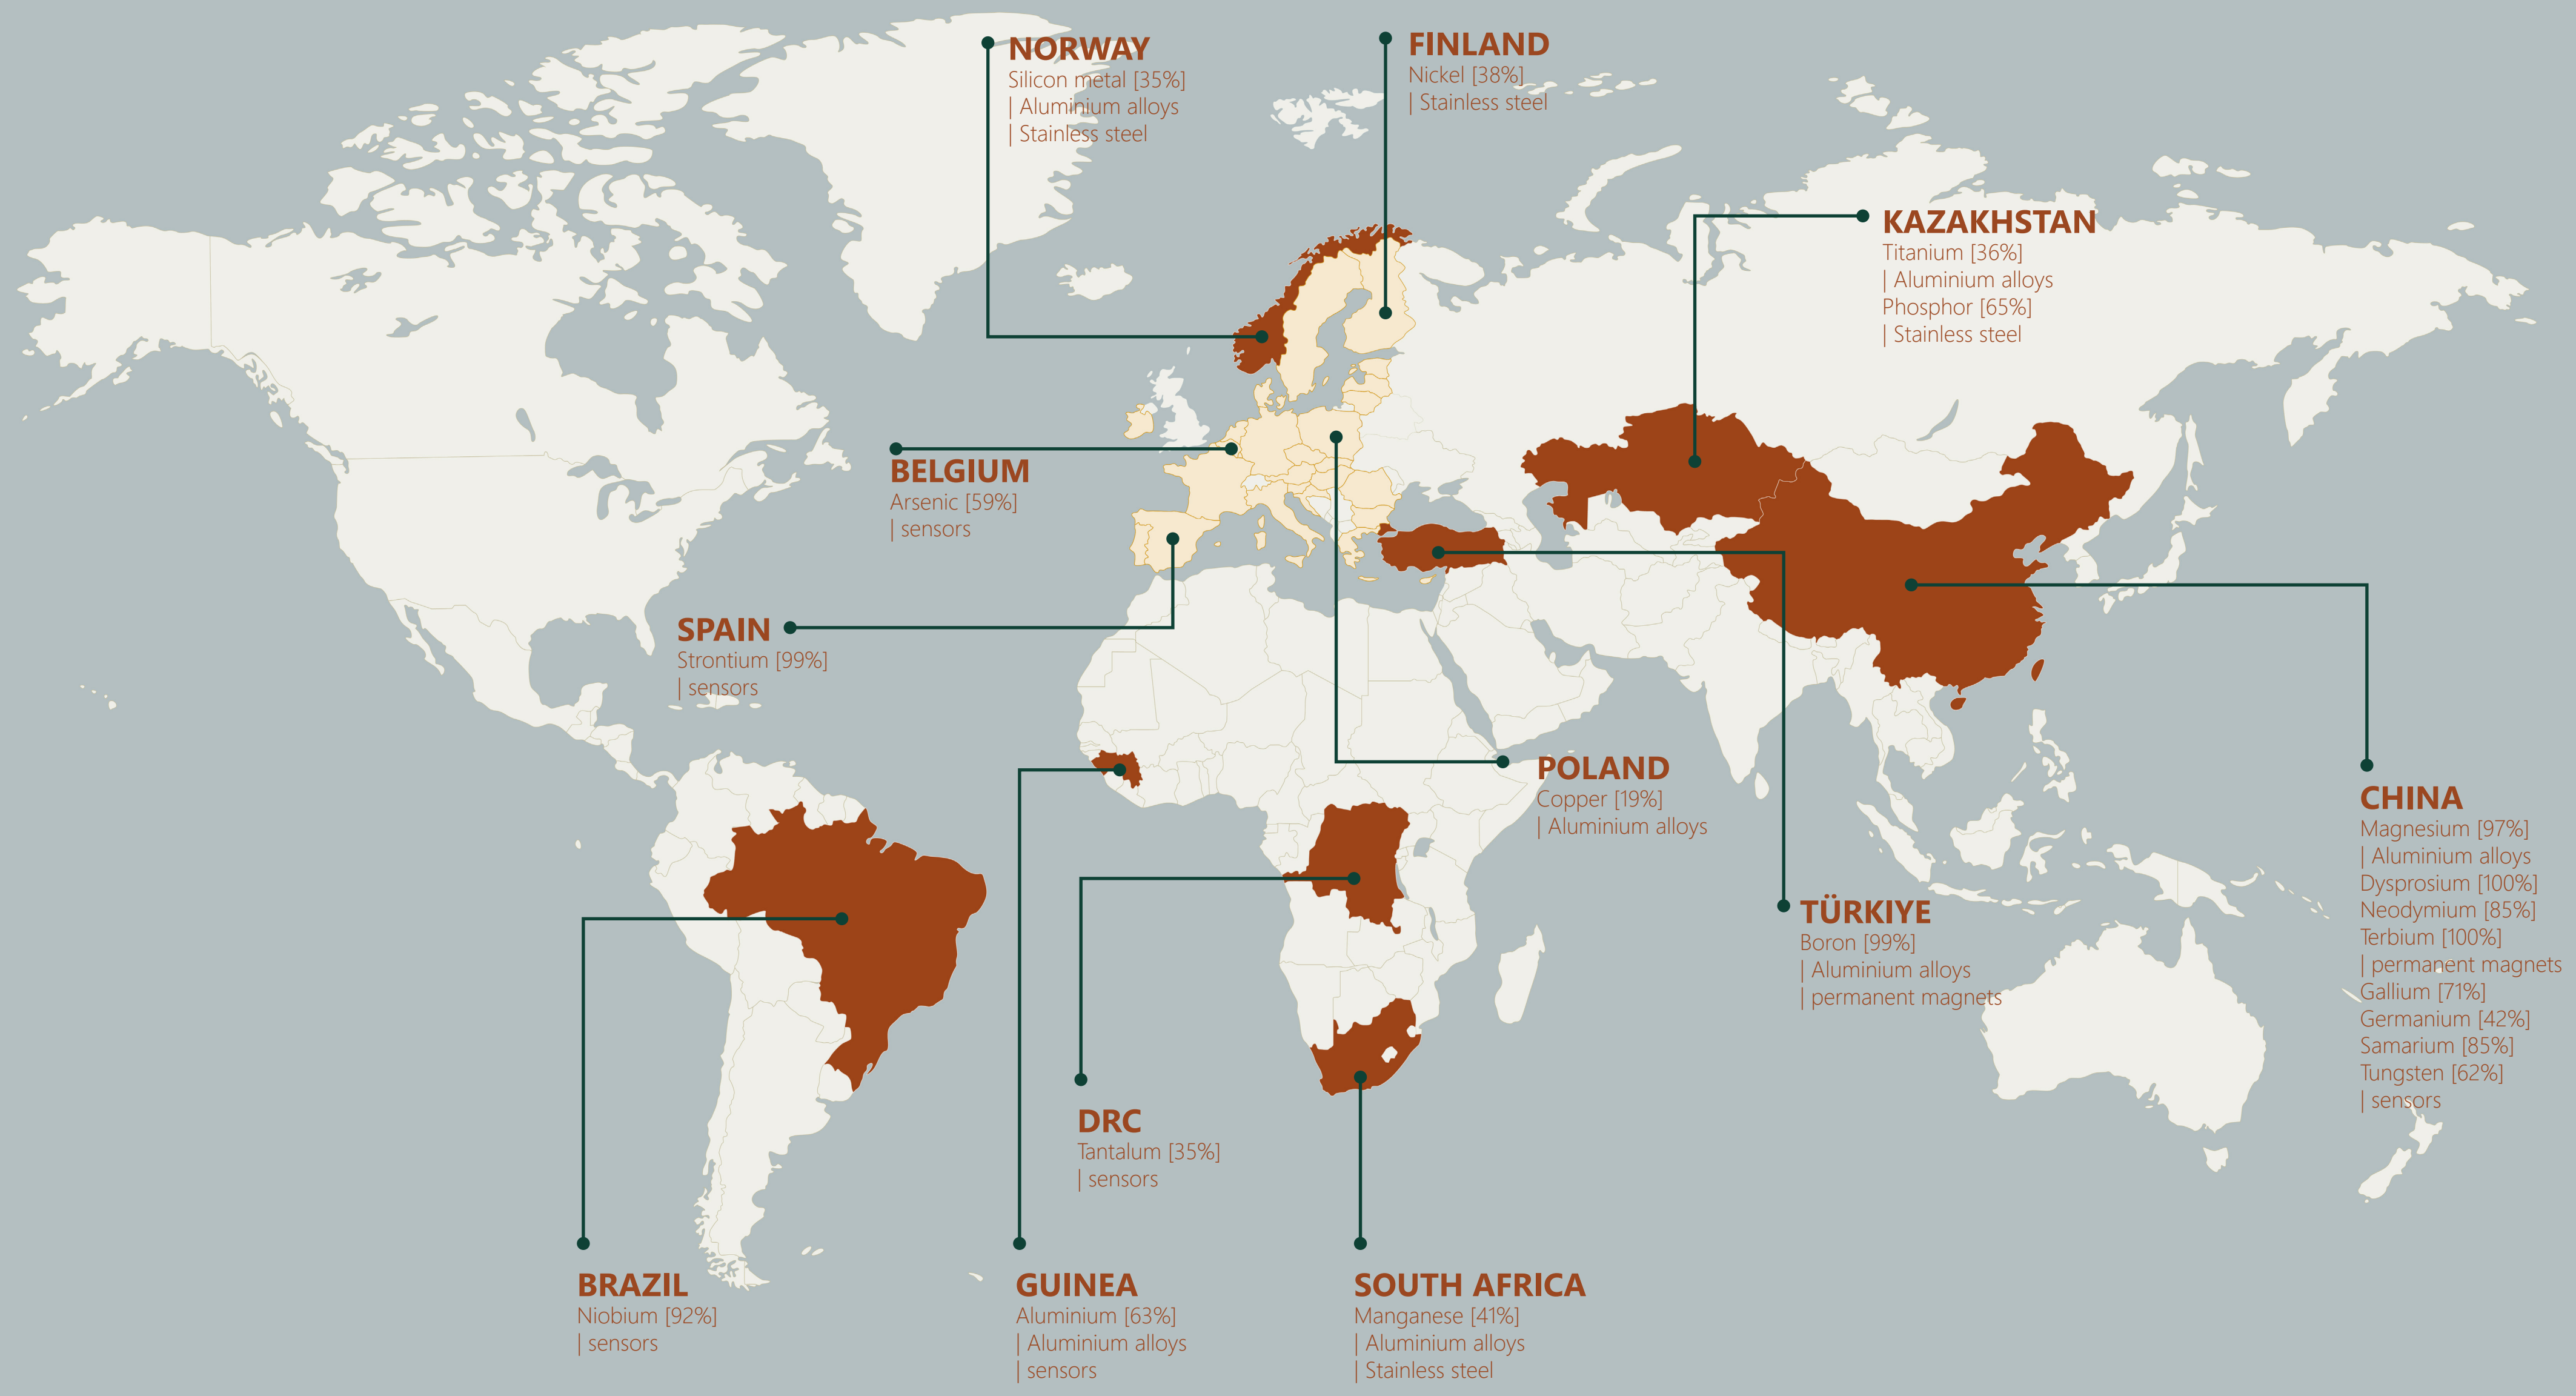 NORWAY
Silicon metal [35%]
| Aluminium alloys
| Stainless steel
FINLAND
Nickel [38%]
| Stainless steel
KAZAKHSTAN
Titanium [36%]
| Aluminium alloys
Phosphor [65%]
| Stainless steel
BELGIUM
Arsenic [59%]
| sensors
SPAIN
Strontium [99%]
| sensors
POLAND
Copper [19%]
| Aluminium alloys
CHINA
Magnesium [97%]
| Aluminium alloys
Dysprosium [100%]
Neodymium [85%]
Terbium [100%]
| permanent magnets
Gallium [71%]
Germanium [42%]
Samarium [85%]
Tungsten [62%]
| sensors
TÜRKIYE
Boron [99%]
| Aluminium alloys
| permanent magnets
DRC
Tantalum [35%]
| sensors
BRAZIL
Niobium [92%]
| sensors
GUINEA
Aluminium [63%]
| Aluminium alloys
| sensors
SOUTH AFRICA
Manganese [41%]
| Aluminium alloys
| Stainless steel